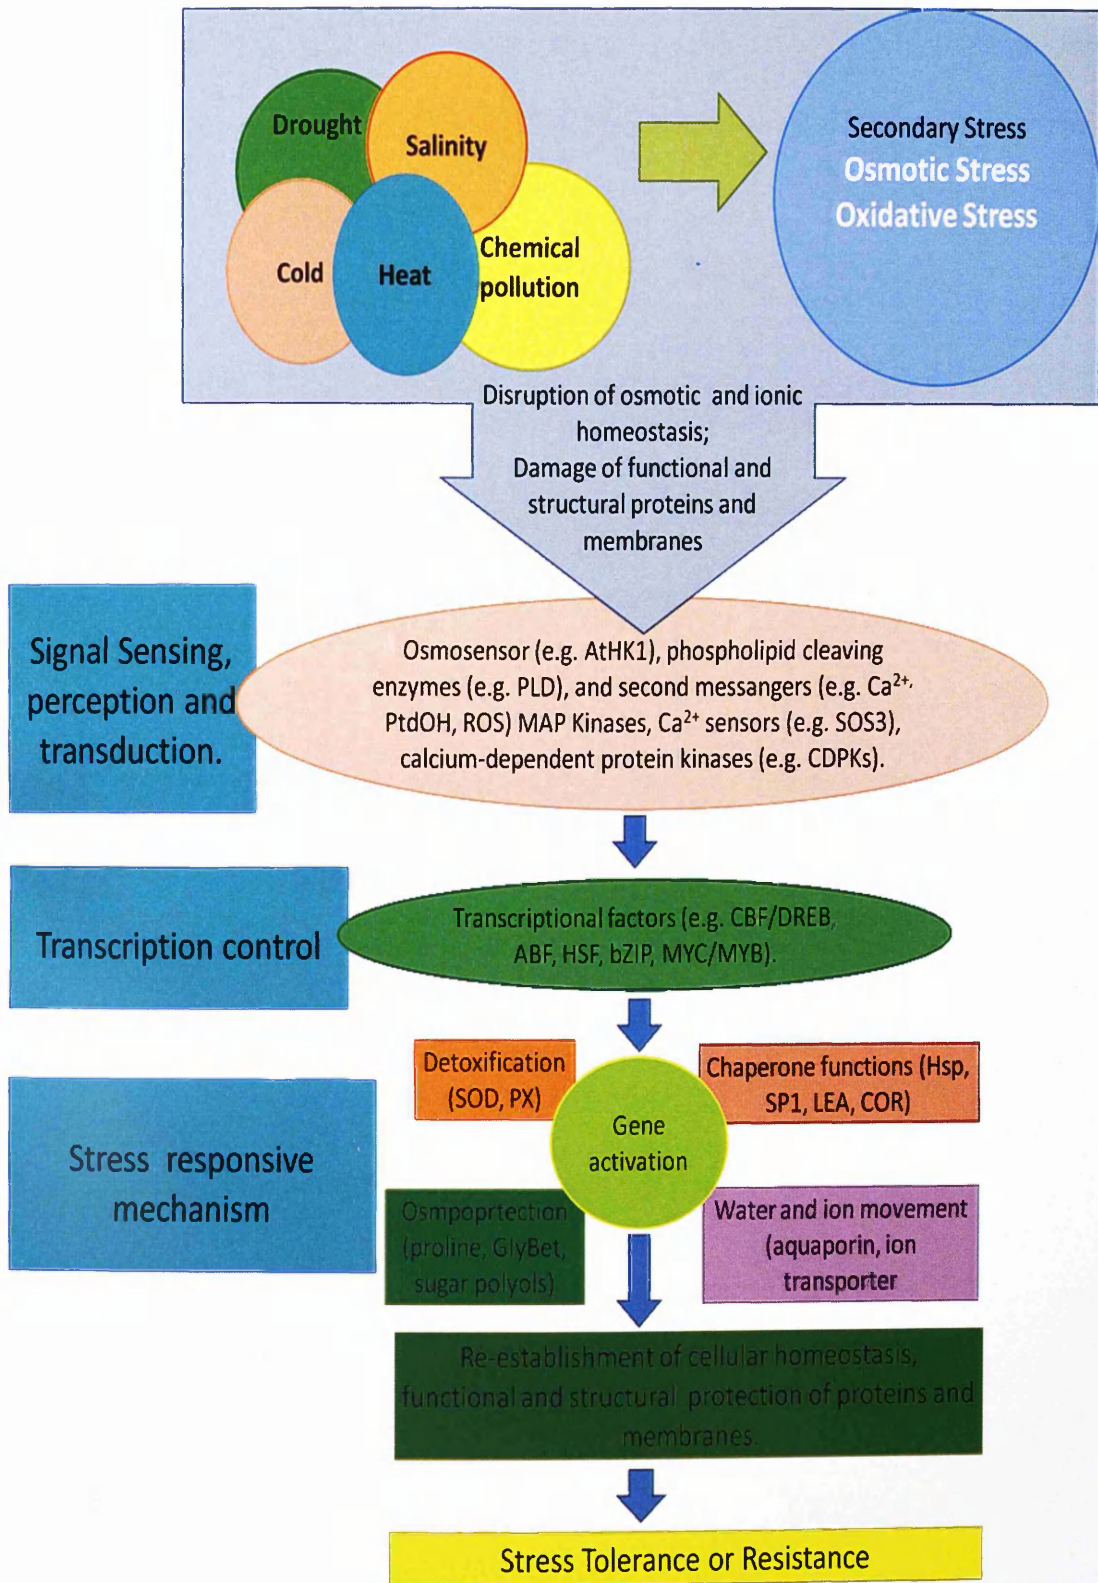 Drought
Salinity
Cold
Heat
Chemical
pollution
Secondary Stress
Osmotic Stress
Oxidative Stress
Disruption of osmotic and ionic
homeostasis;
Damage of functional and
structural proteins and
membranes
Signal Sensing,
perception and
transduction.
Osmosensor (e.g. AtHK1), phospholipid cleaving
enzymes (e.g. PLD), and second messangers (e.g. Ca²⁺,
PtdOH, ROS) MAP Kinases, Ca²⁺ sensors (e.g. SOS3),
calcium-dependent protein kinases (e.g. CDPKs).
Transcription control
Transcriptional factors (e.g. CBF/DREB,
ABF, HSF, bZIP, MYC/MYB).
Stress responsive
mechanism
Detoxification
(SOD, PX)
Chaperone functions (Hsp,
SP1, LEA, COR)
Gene
activation
Osmpoprtection
(proline, GlyBet,
sugar polyols)
Water and ion movement
(aquaporin, ion
transporter
Re-establishment of cellular homeostasis,
functional and structural protection of proteins and
membranes.
Stress Tolerance or Resistance